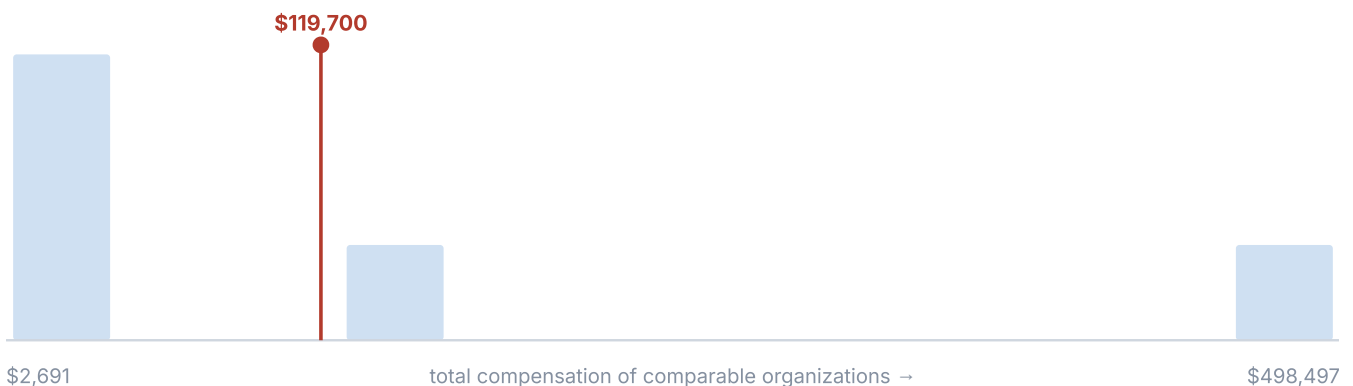 $119,700
$2,691
total compensation of comparable organizations →
$498,497